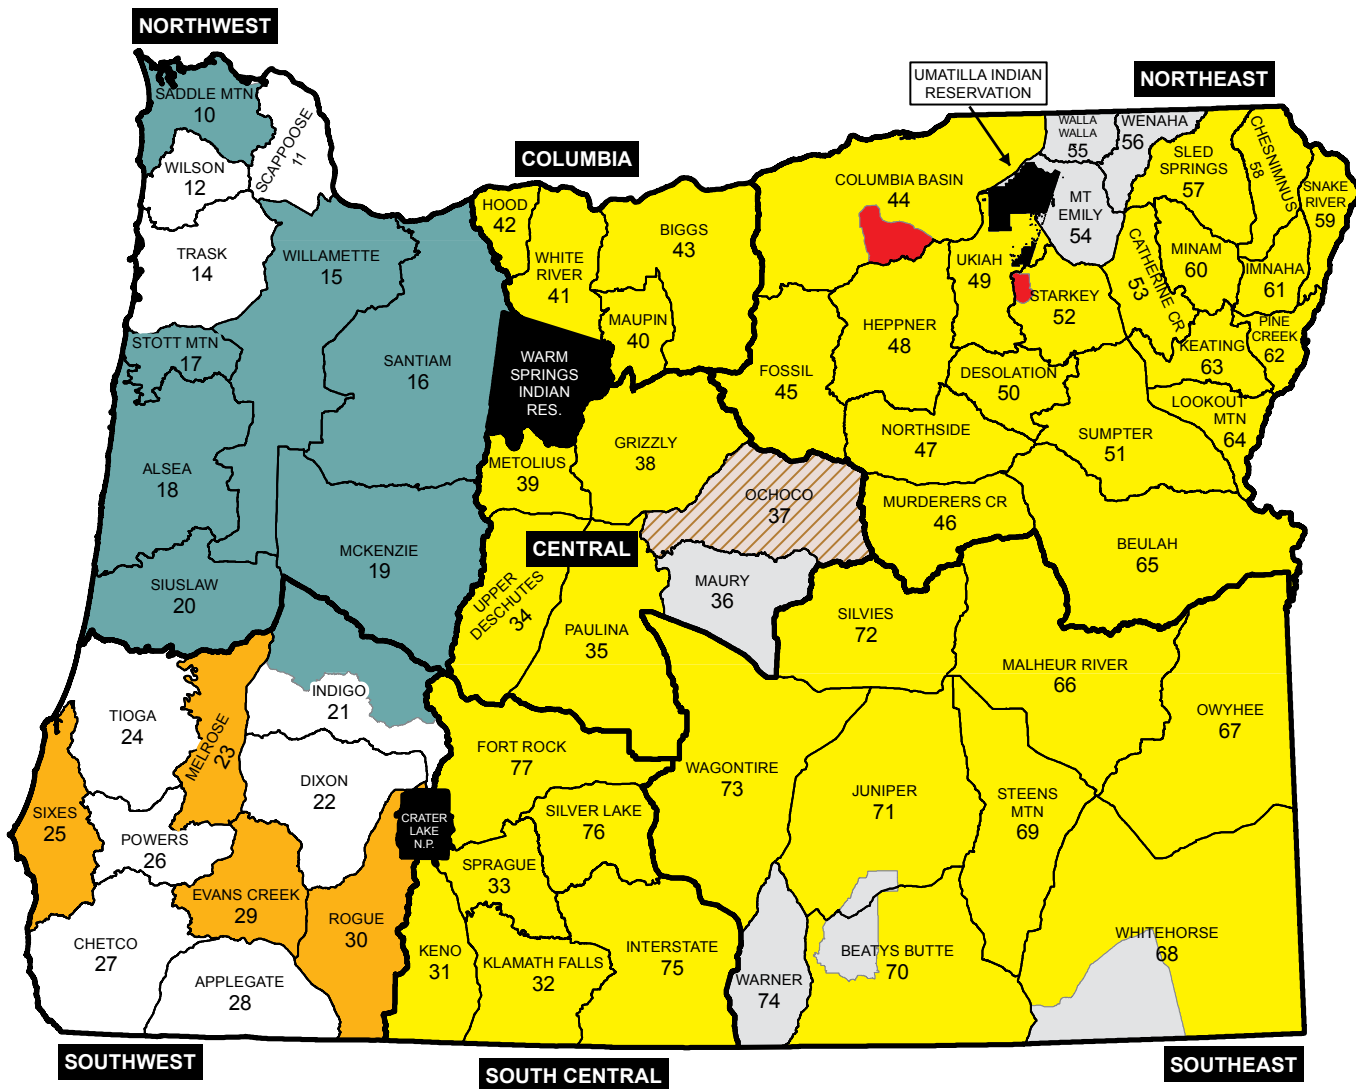 NORTHWEST
SADDLE MTN
10
SCAPPOOSE
11
WILSON
12
TRASK
14
WILLAMETTE
15
SANTIAM
16
STOTT MTN
17
ALSEA
18
MCKENZIE
19
SIUSLAW
20
COLUMBIA
HOOD
42
WHITE
RIVER
41
BIGGS
43
MAUPIN
40
WARM
SPRINGS
INDIAN
RES.
UMATILLA INDIAN
RESERVATION
NORTHEAST
COLUMBIA BASIN
44
WALLA
WALLA
55
WENAHA
56
MT
EMILY
54
SLED
SPRINGS
57
CHESNIMNUS
58
SNAKE
RIVER
59
UKIAH
49
STARKEY
52
CATHERINE CR
53
MINAM
60
IMNAHA
61
PINE
CREEK
62
KEATING
63
LOOKOUT
MTN
64
FOSSIL
45
HEPPNER
48
DESOLATION
50
NORTHSIDE
47
SUMPTER
51
MURDERERS CR
46
BEULAH
65
METOLIUS
39
GRIZZLY
38
OCHOCO
37
CENTRAL
MAURY
36
UPPER
DESCHUTES
34
PAULINA
35
SILVIES
72
MALHEUR RIVER
66
OWYHEE
67
INDIGO
21
TIOGA
24
MELROSE
23
DIXON
22
SIXES
25
POWERS
26
EVANS CREEK
29
ROGUE
30
CHETCO
27
APPLEGATE
28
CRATER
LAKE
N.P.
FORT ROCK
77
SILVER LAKE
76
SPRAGUE
33
KENO
31
KLAMATH FALLS
32
INTERSTATE
75
WAGONTIRE
73
JUNIPER
71
STEENS
MTN
69
WARNER
74
BEATYS BUTTE
70
WHITEHORSE
68
SOUTHWEST
SOUTH CENTRAL
SOUTHEAST